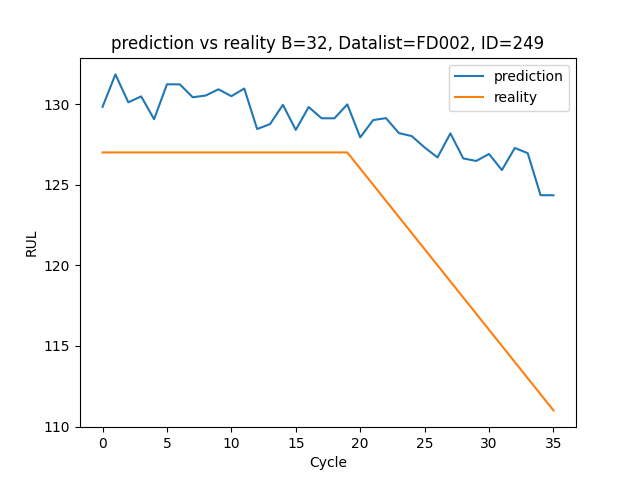 prediction vs reality B=32, Datalist=FD002, ID=249
prediction
reality
130
125
120
115
110
RUL
0 5 10 15 20 25 30 35
Cycle